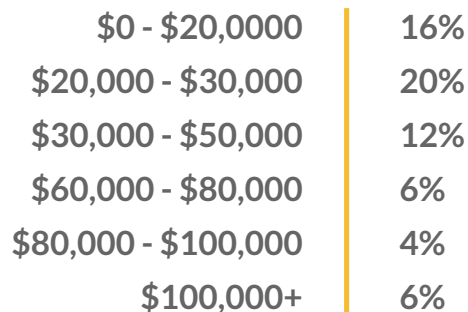 $0 - $20,0000 16%
$20,000 - $30,000 20%
$30,000 - $50,000 12%
$60,000 - $80,000 6%
$80,000 - $100,000 4%
$100,000+ 6%